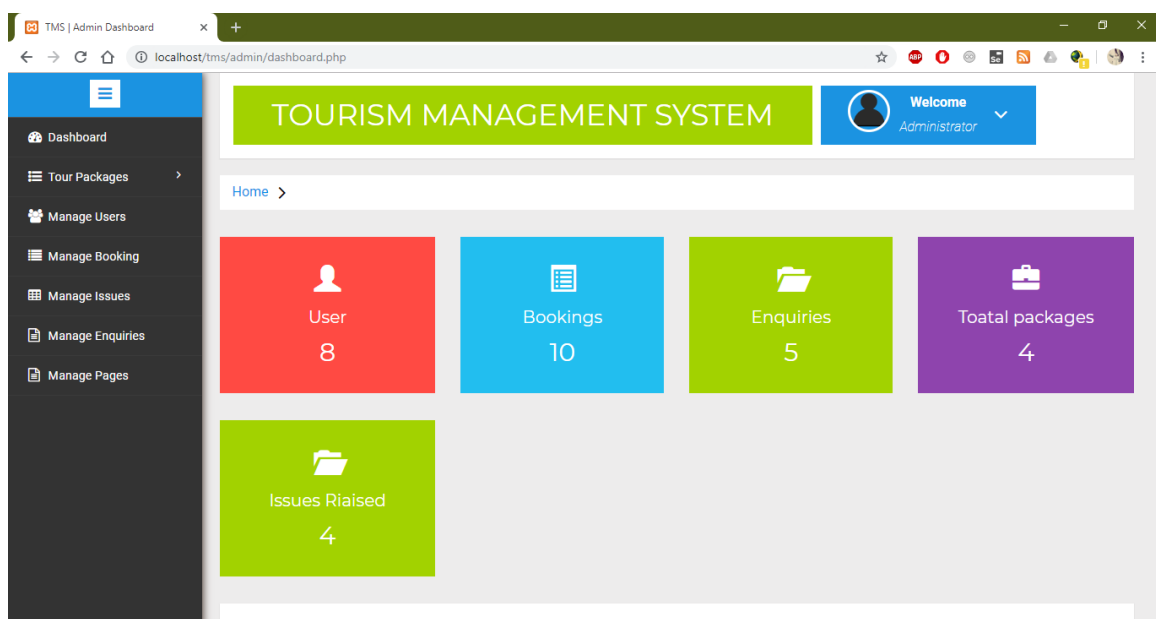 TMS | Admin Dashboard
localhost/tms/admin/dashboard.php
ABP
Se
TOURISM MANAGEMENT SYSTEM
Welcome
Administrator
Dashboard
Tour Packages
Manage Users
Manage Booking
Manage Issues
Manage Enquiries
Manage Pages
Home
User
8
Bookings
10
Enquiries
5
Toatal packages
4
Issues Riaised
4